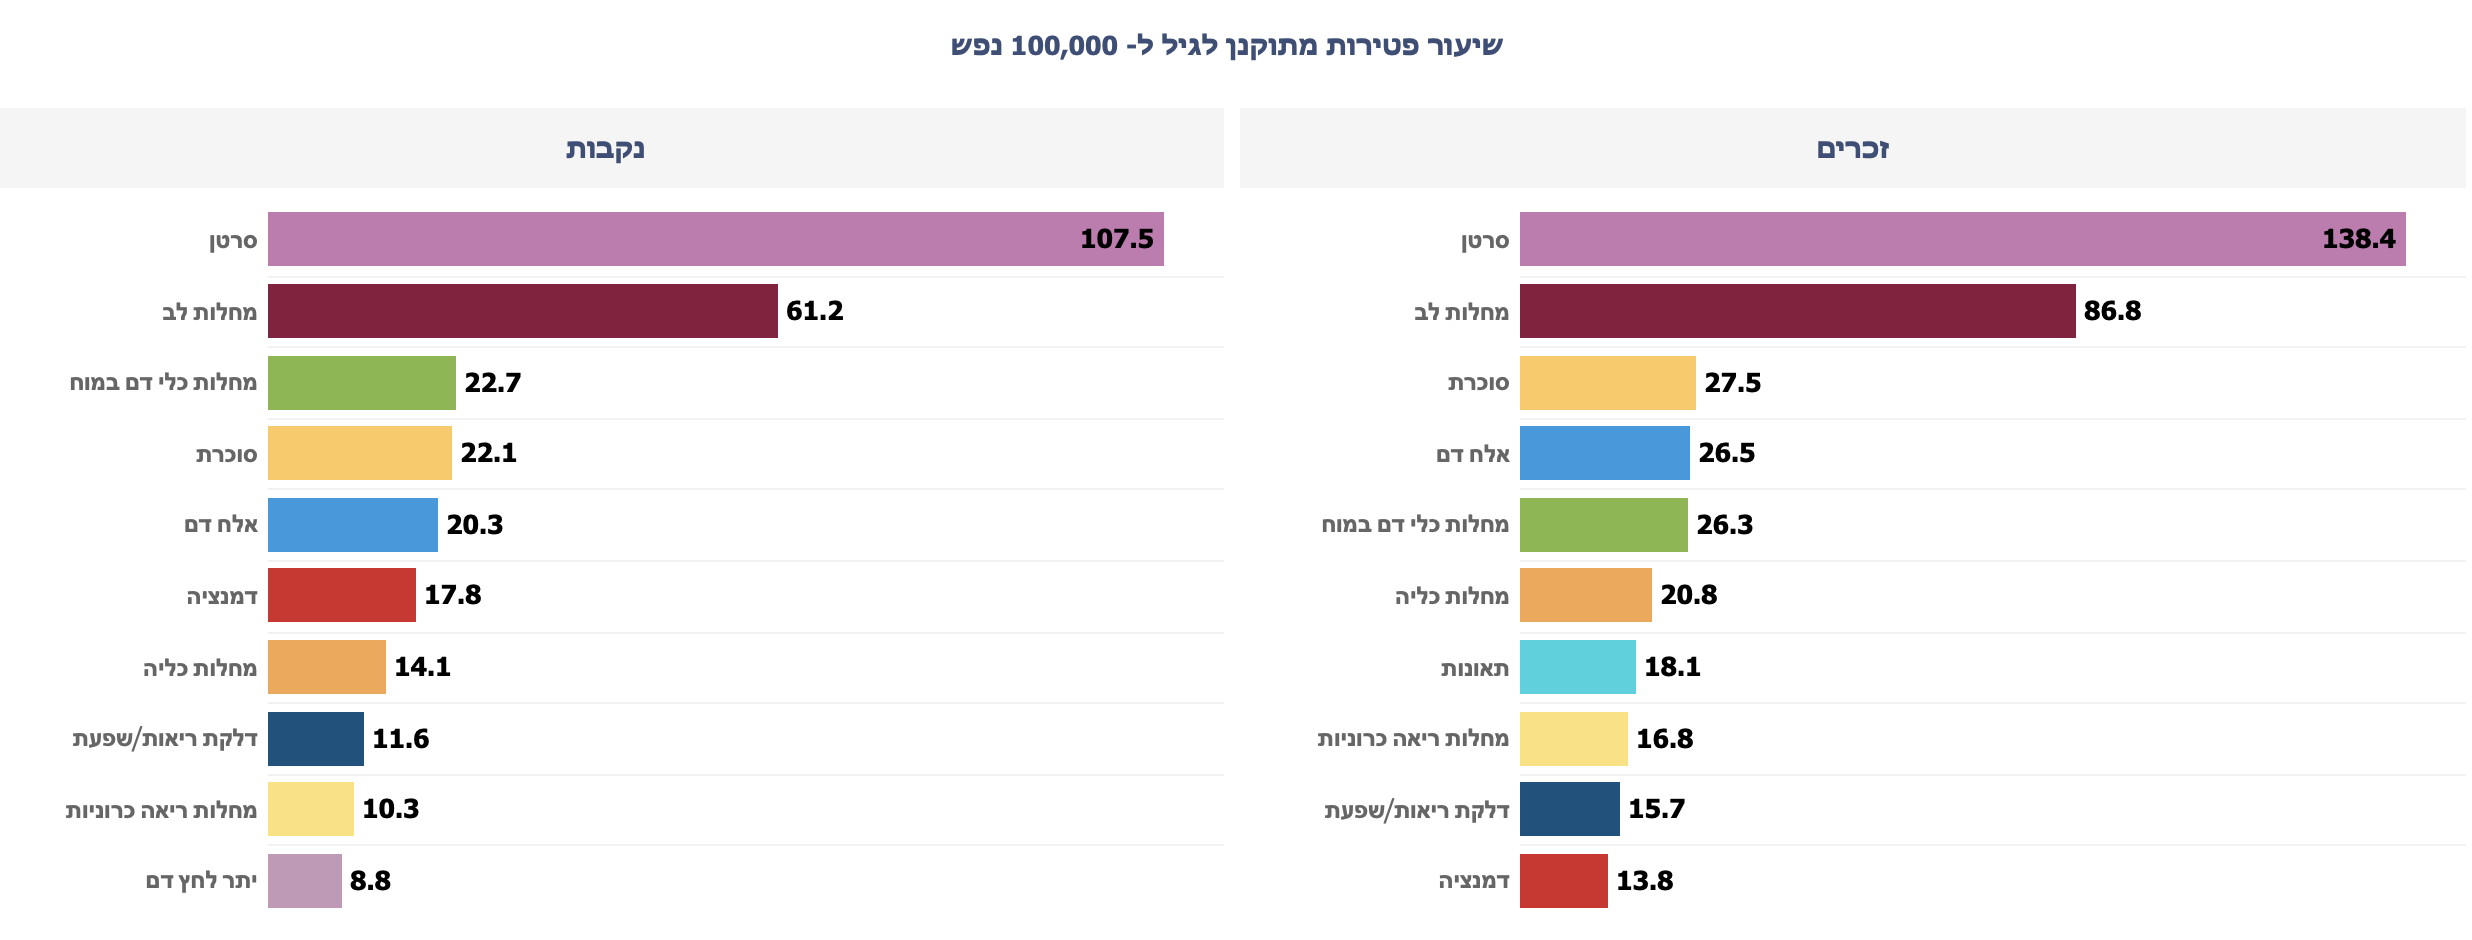 שיעור פטירות מתוקנן לגיל ל- 100,000 נפש
זכרים
סרטן 138.4
מחלות לב 86.8
סוכרת 27.5
אלח דם 26.5
מחלות כלי דם במוח 26.3
מחלות כליה 20.8
תאונות 18.1
מחלות ריאה כרוניות 16.8
דלקת ריאות/שפעת 15.7
דמנציה 13.8
נקבות
סרטן 107.5
מחלות לב 61.2
מחלות כלי דם במוח 22.7
סוכרת 22.1
אלח דם 20.3
דמנציה 17.8
מחלות כליה 14.1
דלקת ריאות/שפעת 11.6
מחלות ריאה כרוניות 10.3
יתר לחץ דם 8.8